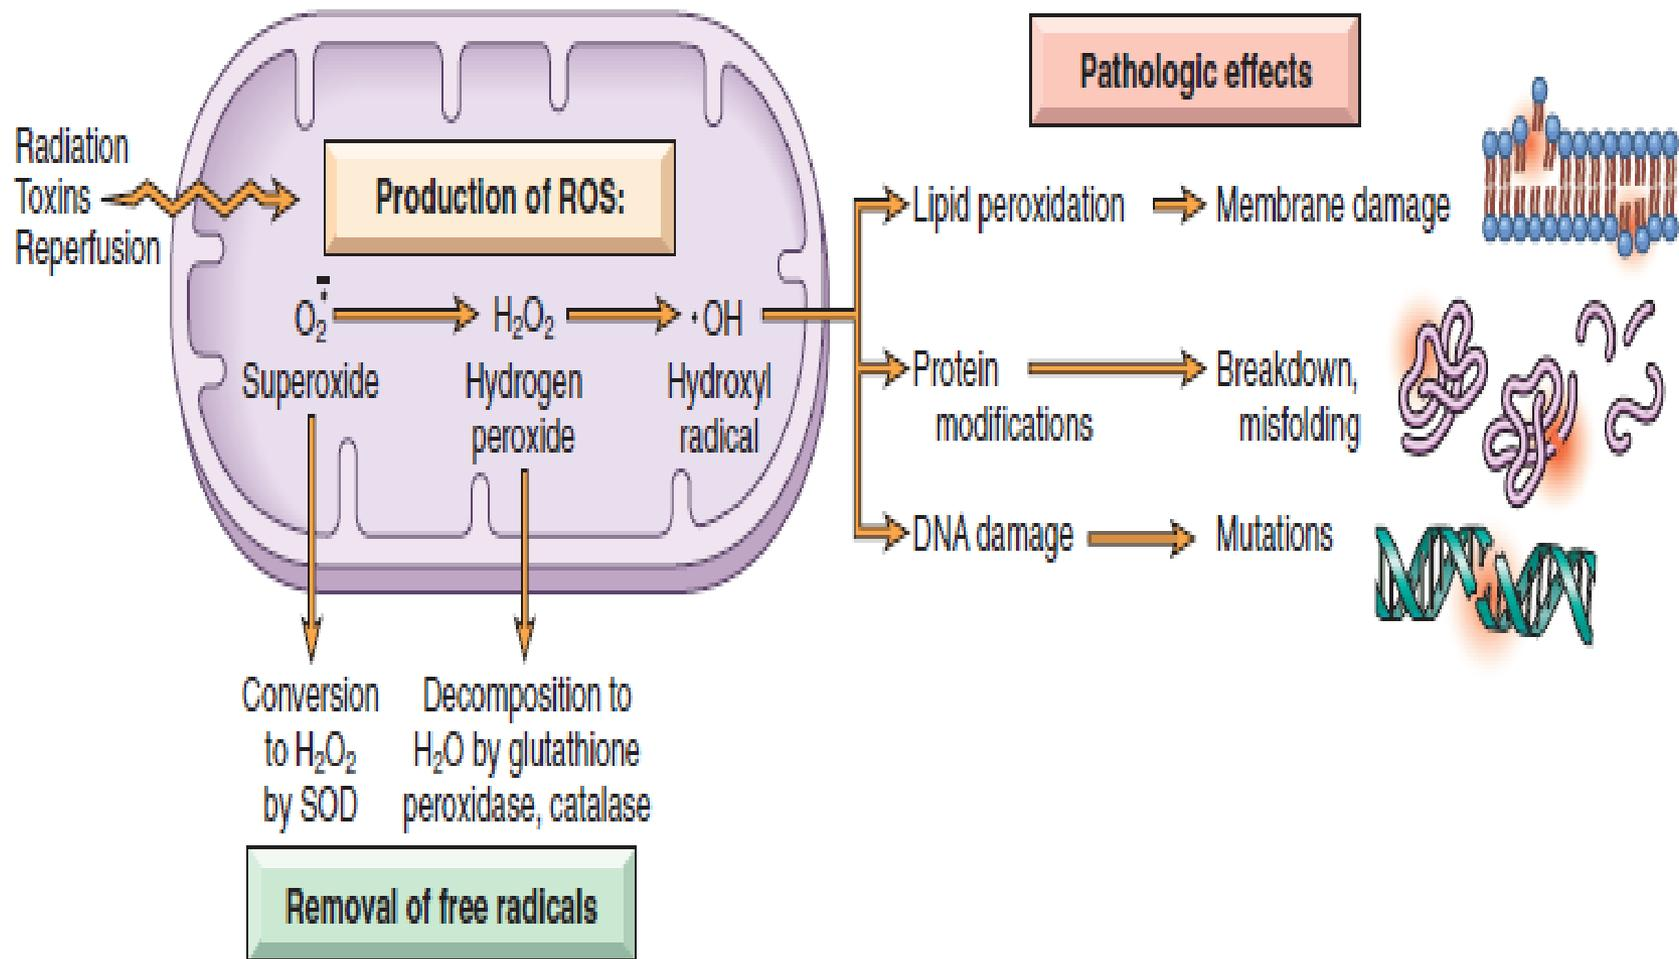 Pathologic effects
Radiation
Toxins
Reperfusion
Production of ROS:
O₂•̄
H₂O₂
·OH
Superoxide
Hydrogen
peroxide
Hydroxyl
radical
Lipid peroxidation
Membrane damage
Protein
modifications
Breakdown,
misfolding
DNA damage
Mutations
Conversion
to H₂O₂
by SOD
Decomposition to
H₂O by glutathione
peroxidase, catalase
Removal of free radicals